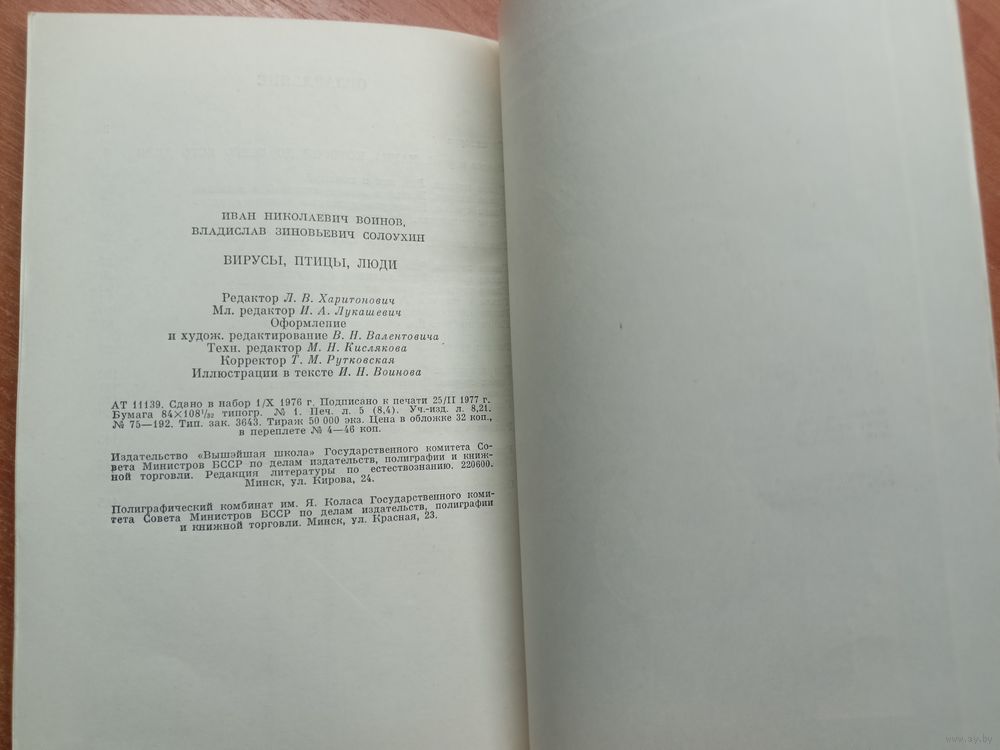 ИВАН НИКОЛАЕВИЧ ВОИНОВ,
ВЛАДИСЛАВ ЗИНОВЬЕВИЧ СОЛОУХИН
ВИРУСЫ, ПТИЦЫ, ЛЮДИ
Редактор Л. В. Харитонович
Мл. редактор И. А. Лукашевич
Оформление
и худож. редактирование В. Н. Валентовича
Техн. редактор М. Н. Кислякова
Корректор Т. М. Рутковская
Иллюстрации в тексте И. Н. Воинова
АТ 11139. Сдано в набор 1/X 1976 г. Подписано к печати 25/II 1977 г.
Бумага 84×108¹/₃₂ типогр. № 1. Печ. л. 5 (8,4). Уч.-изд. л. 8,21.
№ 75—192. Тип. зак. 3643. Тираж 50 000 экз. Цена в обложке 32 коп.,
в переплете № 4—46 коп.
Издательство «Вышэйшая школа» Государственного комитета Со-
вета Министров БССР по делам издательств, полиграфии и книж-
ной торговли. Редакция литературы по естествознанию. 220600.
Минск, ул. Кирова, 24.
Полиграфический комбинат им. Я. Коласа Государственного коми-
тета Совета Министров БССР по делам издательств, полиграфии
и книжной торговли. Минск, ул. Красная, 23.
www.ay.by